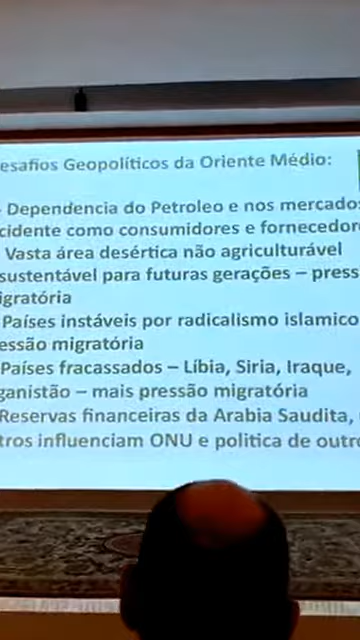 esafios Geopolíticos da Oriente Médio:
- Dependencia do Petroleo e nos mercados
cidente como consumidores e fornecedore
Vasta área desértica não agriculturável
sustentável para futuras gerações – press
igratória
Países instáveis por radicalismo islamico
essão migratória
Países fracassados – Líbia, Siria, Iraque,
ganistão – mais pressão migratória
Reservas financeiras da Arabia Saudita,
tros influenciam ONU e politica de outro